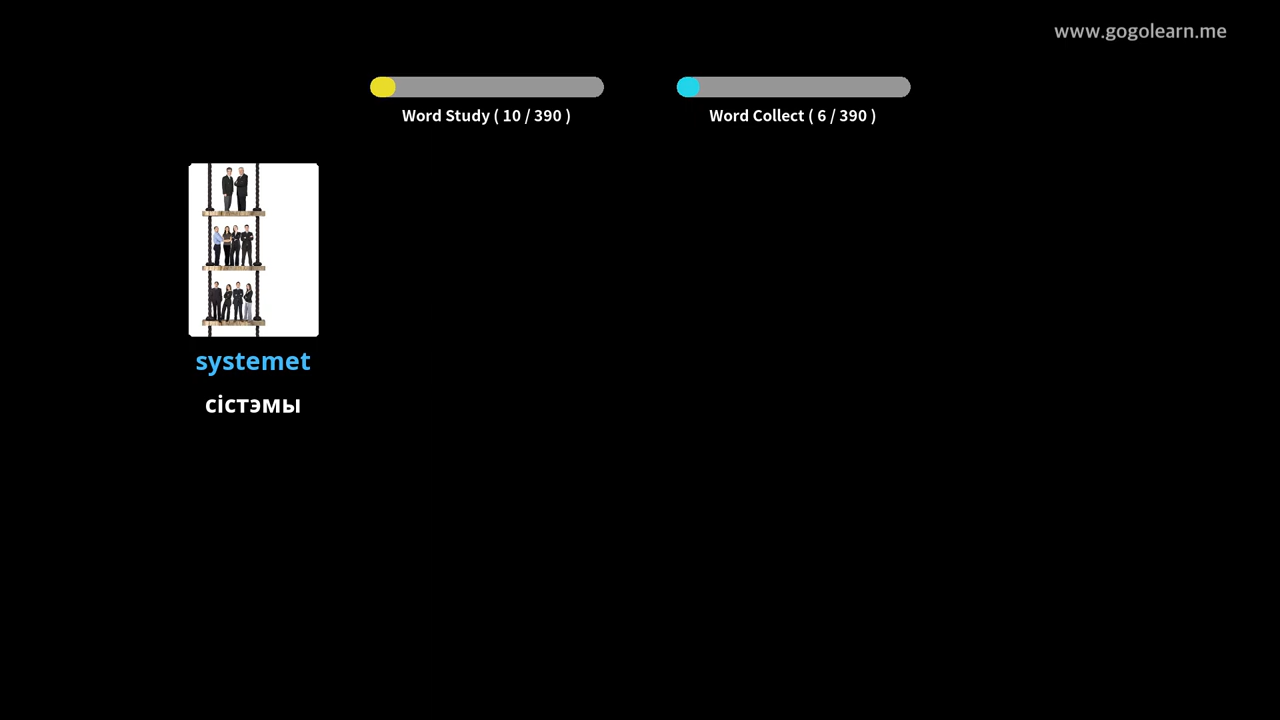 www.gogolearn.me
Word Study ( 10 / 390 )
Word Collect ( 6 / 390 )
systemet
сістэмы